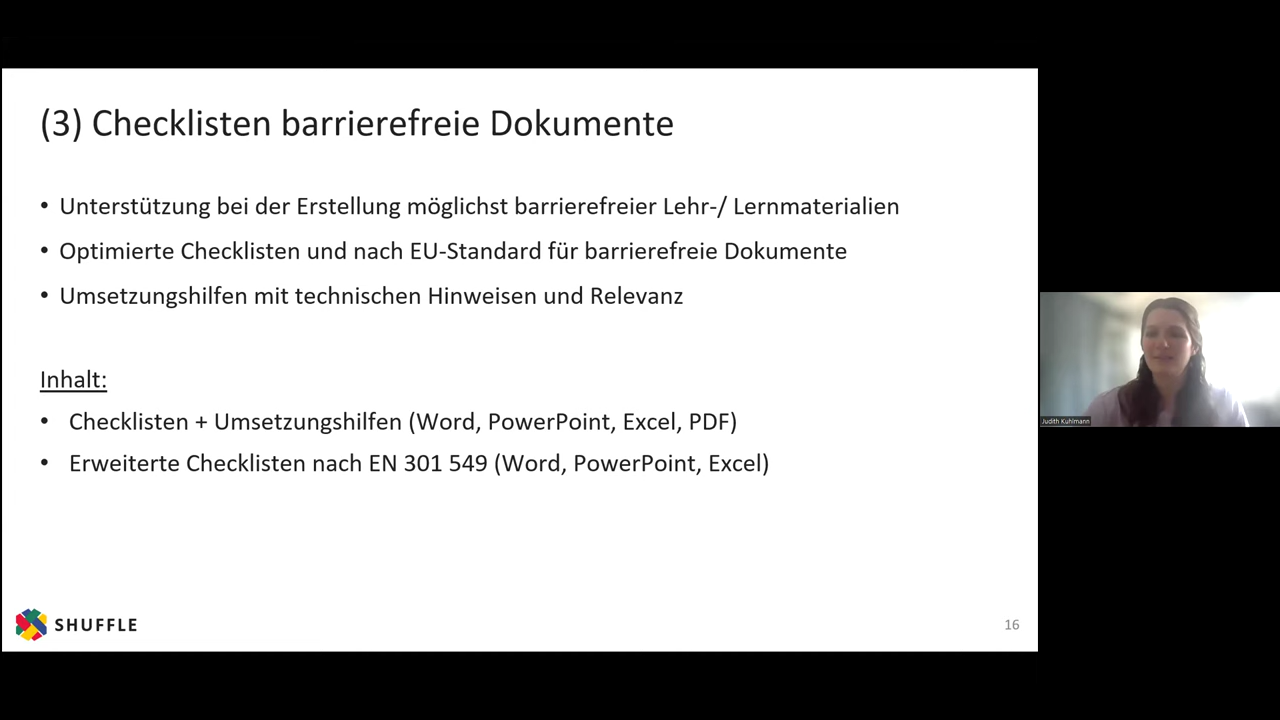 (3) Checklisten barrierefreie Dokumente
• Unterstützung bei der Erstellung möglichst barrierefreier Lehr-/ Lernmaterialien
• Optimierte Checklisten und nach EU-Standard für barrierefreie Dokumente
• Umsetzungshilfen mit technischen Hinweisen und Relevanz
Inhalt:
• Checklisten + Umsetzungshilfen (Word, PowerPoint, Excel, PDF)
• Erweiterte Checklisten nach EN 301 549 (Word, PowerPoint, Excel)
SHUFFLE
16
Judith Kuhlmann